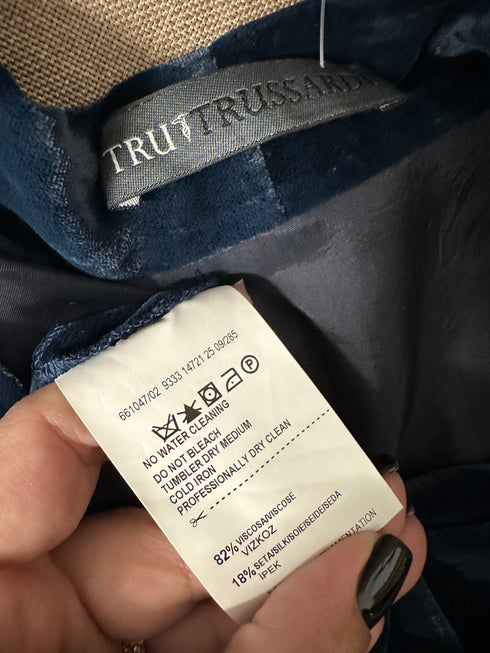 TRU TRUSSARDI
661047/02 9333 14721 25 09/285
NO WATER CLEANING
DO NOT BLEACH
TUMBLER DRY MEDIUM
COLD IRON
PROFESSIONALLY DRY CLEAN
82% VISCOSA/VISCOSE
VIZKOZ
18% SETA/SILK/SOIE/SEIDE/SEDA
IPEK